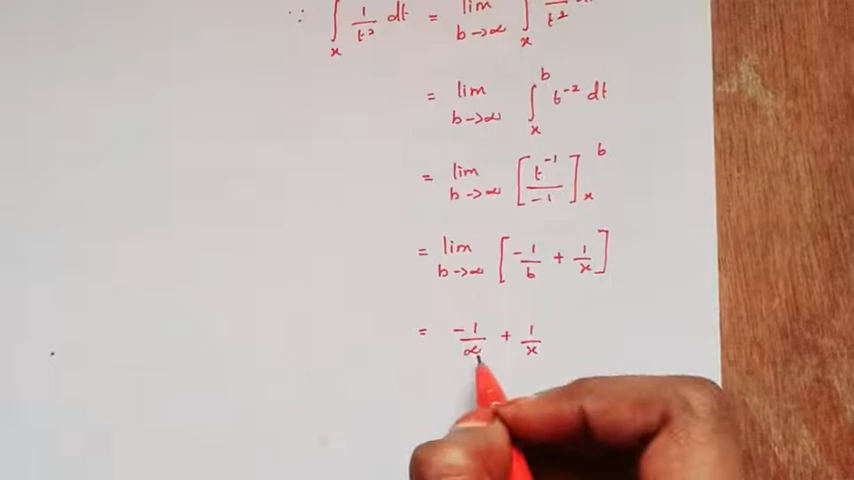 ∵ ∫ₓ 1/t² dt = lim b→∞ ∫ₓ 1/t²
= lim b→∞ ∫ₓᵇ t⁻² dt
= lim b→∞ [t⁻¹/-1]ₓᵇ
= lim b→∞ [-1/b + 1/x]
= -1/∞ + 1/x